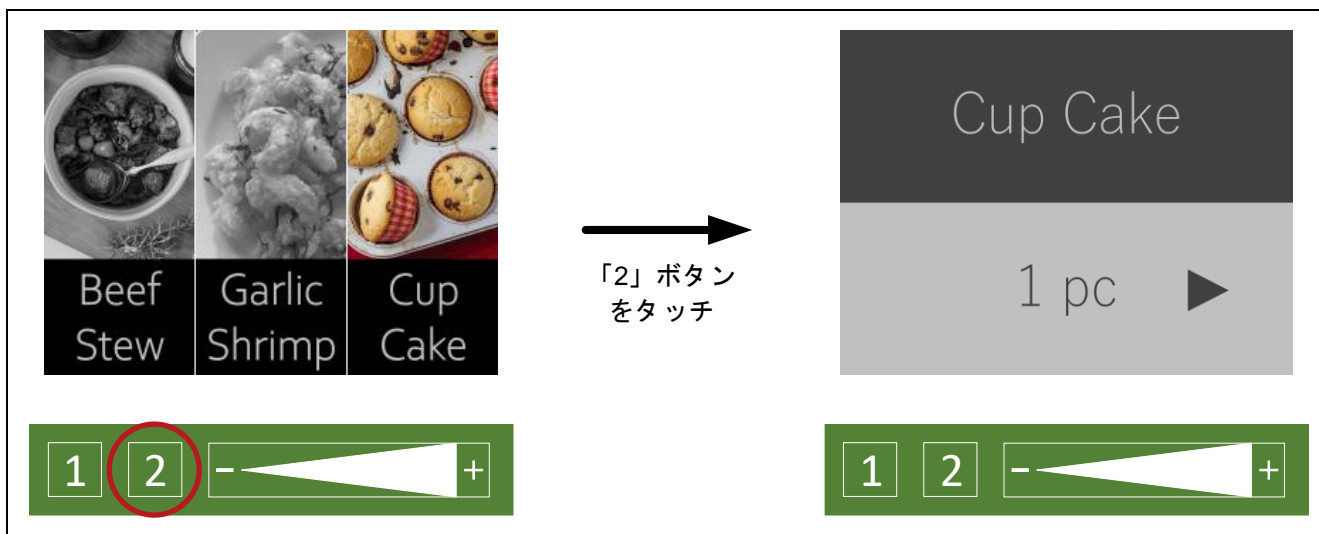 Beef
Stew
Garlic
Shrimp
Cup
Cake
1 2 - +
「2」ボタン
をタッチ
Cup Cake
1 pc ▶
1 2 - +